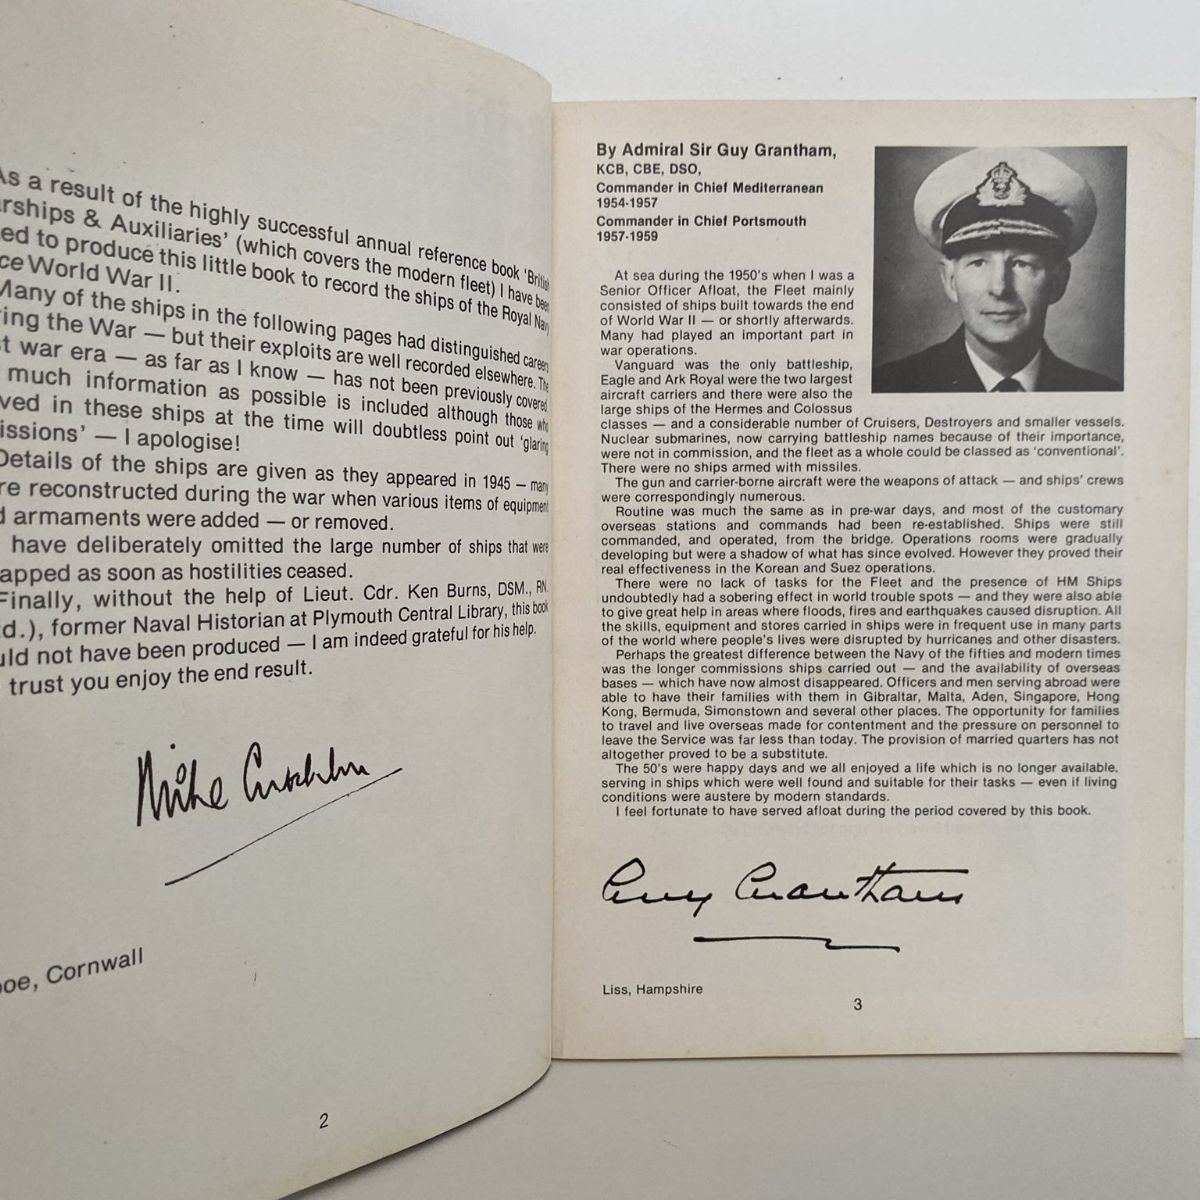 As a result of the highly successful annual reference book 'British
& Auxiliaries' (which covers the modern fleet) I have been
to produce this little book to record the ships of the Royal Navy
World War II.
Many of the ships in the following pages had distinguished careers
the War — but their exploits are well recorded elsewhere. The
war era — as far as I know — has not been previously covered.
much information as possible is included although those who
in these ships at the time will doubtless point out 'glaring
— I apologise!
Details of the ships are given as they appeared in 1945 — many
reconstructed during the war when various items of equipment
armaments were added — or removed.
have deliberately omitted the large number of ships that were
as soon as hostilities ceased.
Finally, without the help of Lieut. Cdr. Ken Burns, DSM., RN.
former Naval Historian at Plymouth Central Library, this book
not have been produced — I am indeed grateful for his help.
trust you enjoy the end result.
Mike Critchley
Cornwall
2
By Admiral Sir Guy Grantham,
KCB, CBE, DSO,
Commander in Chief Mediterranean
1954-1957
Commander in Chief Portsmouth
1957-1959
At sea during the 1950's when I was a
Senior Officer Afloat, the Fleet mainly
consisted of ships built towards the end
of World War II — or shortly afterwards.
Many had played an important part in
war operations.
Vanguard was the only battleship,
Eagle and Ark Royal were the two largest
aircraft carriers and there were also the
large ships of the Hermes and Colossus
classes — and a considerable number of Cruisers, Destroyers and smaller vessels.
Nuclear submarines, now carrying battleship names because of their importance,
were not in commission, and the fleet as a whole could be classed as 'conventional'.
There were no ships armed with missiles.
The gun and carrier-borne aircraft were the weapons of attack — and ships' crews
were correspondingly numerous.
Routine was much the same as in pre-war days, and most of the customary
overseas stations and commands had been re-established. Ships were still
commanded, and operated, from the bridge. Operations rooms were gradually
developing but were a shadow of what has since evolved. However they proved their
real effectiveness in the Korean and Suez operations.
There were no lack of tasks for the Fleet and the presence of HM Ships
undoubtedly had a sobering effect in world trouble spots — and they were also able
to give great help in areas where floods, fires and earthquakes caused disruption. All
the skills, equipment and stores carried in ships were in frequent use in many parts
of the world where people's lives were disrupted by hurricanes and other disasters.
Perhaps the greatest difference between the Navy of the fifties and modern times
was the longer commissions ships carried out — and the availability of overseas
bases — which have now almost disappeared. Officers and men serving abroad were
able to have their families with them in Gibraltar, Malta, Aden, Singapore, Hong
Kong, Bermuda, Simonstown and several other places. The opportunity for families
to travel and live overseas made for contentment and the pressure on personnel to
leave the Service was far less than today. The provision of married quarters has not
altogether proved to be a substitute.
The 50's were happy days and we all enjoyed a life which is no longer available.
serving in ships which were well found and suitable for their tasks — even if living
conditions were austere by modern standards.
I feel fortunate to have served afloat during the period covered by this book.
Guy Grantham
Liss, Hampshire
3